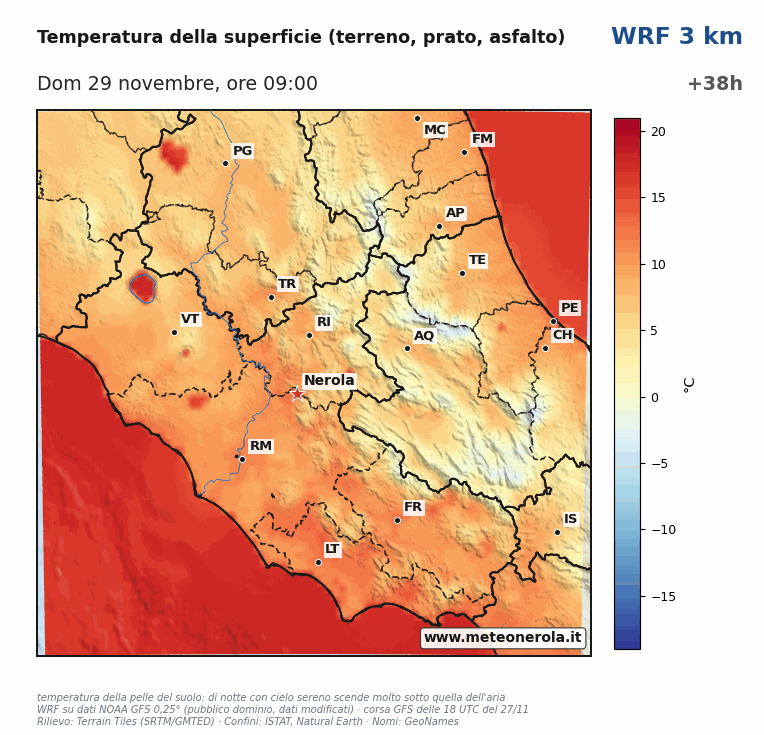 Temperatura della superficie (terreno, prato, asfalto)
WRF 3 km
Dom 29 novembre, ore 09:00
+38h
MC
FM
PG
AP
TE
TR
PE
VT
RI
AQ
CH
Nerola
RM
FR
IS
LT
www.meteonerola.it
20
15
10
5
0
−5
−10
−15
°C
temperatura della pelle del suolo: di notte con cielo sereno scende molto sotto quella dell'aria
WRF su dati NOAA GFS 0,25° (pubblico dominio, dati modificati) · corsa GFS delle 18 UTC del 27/11
Rilievo: Terrain Tiles (SRTM/GMTED) · Confini: ISTAT, Natural Earth · Nomi: GeoNames